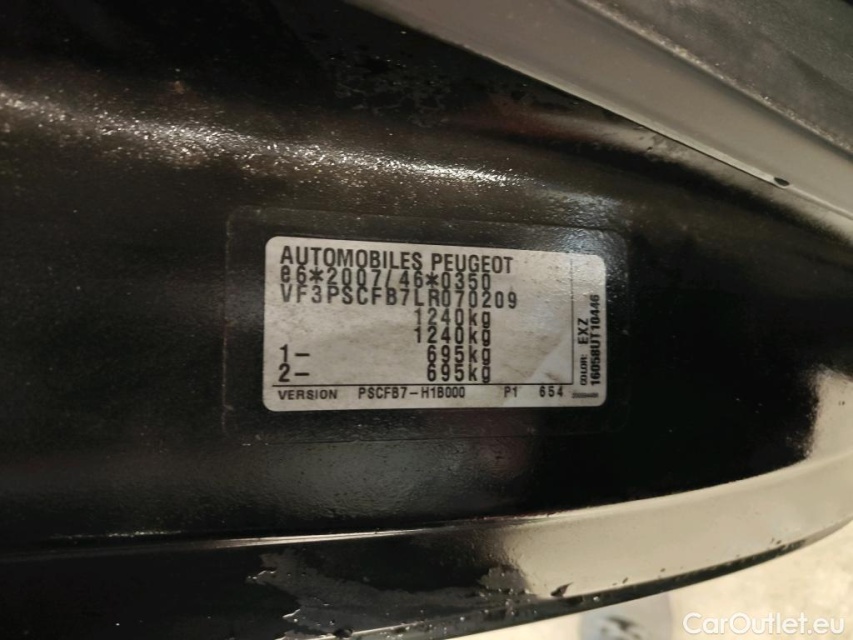 AUTOMOBILES PEUGEOT
e6*2007/46*0350
VF3PSCFB7LR070209
1240kg
1240kg
1- 695kg
2- 695kg
VERSION PSCFB7-H1B000 P1 654
COLOR: EXZ
16058UT10446
CarOutlet.eu